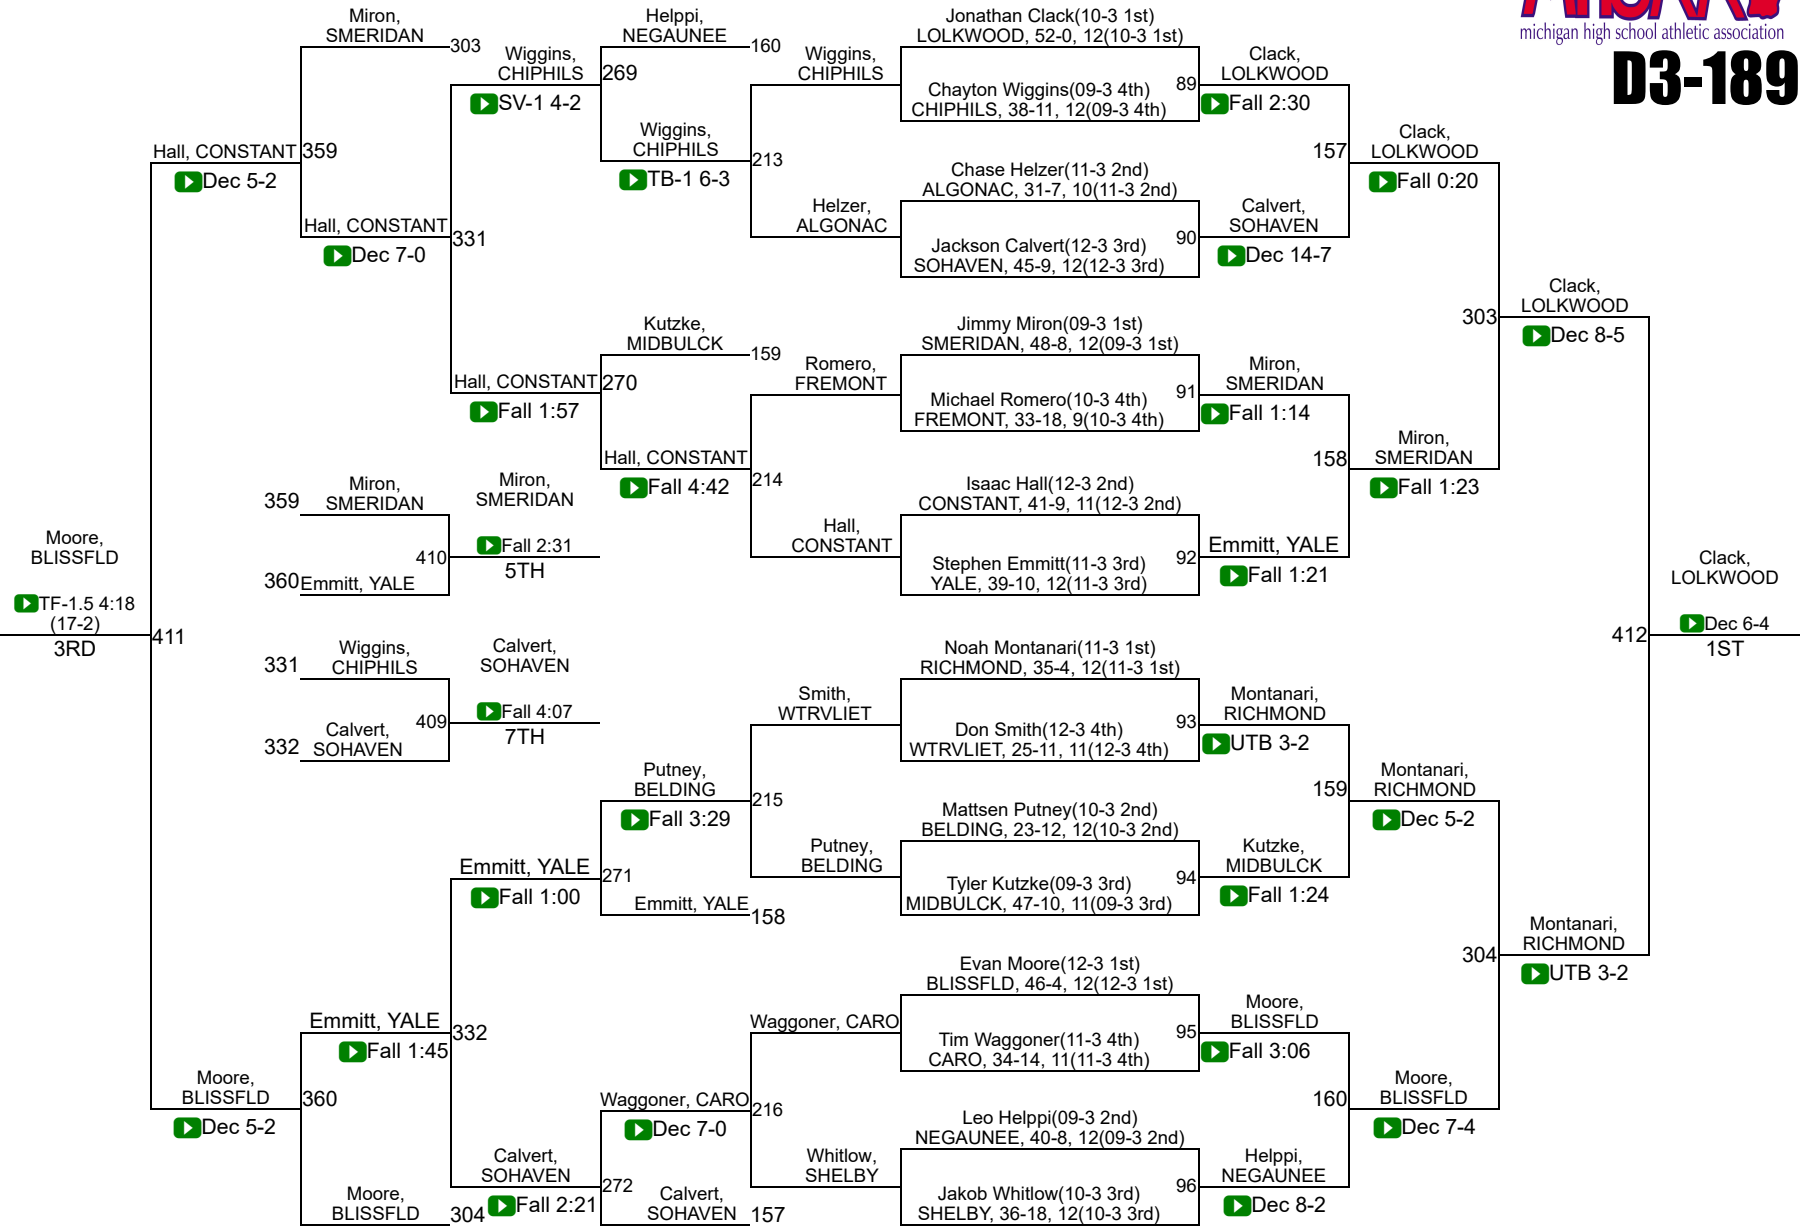 michigan high school athletic association
D3-189
Miron,
SMERIDAN
303
Hall, CONSTANT
Dec 5-2
359
Hall, CONSTANT
Dec 7-0
331
Wiggins,
CHIPHILS
SV-1 4-2
Helppi,
NEGAUNEE
160
269
Wiggins,
CHIPHILS
TB-1 6-3
213
Wiggins,
CHIPHILS
Helzer,
ALGONAC
Hall, CONSTANT
Fall 1:57
270
Kutzke,
MIDBULCK
159
Hall, CONSTANT
Fall 4:42
214
Romero,
FREMONT
Hall,
CONSTANT
Jonathan Clack(10-3 1st)
LOLKWOOD, 52-0, 12(10-3 1st)
Chayton Wiggins(09-3 4th)
CHIPHILS, 38-11, 12(09-3 4th)
89
Clack,
LOLKWOOD
Fall 2:30
Chase Helzer(11-3 2nd)
ALGONAC, 31-7, 10(11-3 2nd)
Jackson Calvert(12-3 3rd)
SOHAVEN, 45-9, 12(12-3 3rd)
90
Calvert,
SOHAVEN
Dec 14-7
157
Clack,
LOLKWOOD
Fall 0:20
Jimmy Miron(09-3 1st)
SMERIDAN, 48-8, 12(09-3 1st)
Michael Romero(10-3 4th)
FREMONT, 33-18, 9(10-3 4th)
91
Miron,
SMERIDAN
Fall 1:14
Isaac Hall(12-3 2nd)
CONSTANT, 41-9, 11(12-3 2nd)
Stephen Emmitt(11-3 3rd)
YALE, 39-10, 12(11-3 3rd)
92
Emmitt, YALE
Fall 1:21
158
Miron,
SMERIDAN
Fall 1:23
303
Clack,
LOLKWOOD
Dec 8-5
359
Miron,
SMERIDAN
360
Emmitt, YALE
410
Miron,
SMERIDAN
Fall 2:31
5TH
Moore,
BLISSFLD
TF-1.5 4:18
(17-2)
3RD
411
331
Wiggins,
CHIPHILS
332
Calvert,
SOHAVEN
409
Calvert,
SOHAVEN
Fall 4:07
7TH
412
Clack,
LOLKWOOD
Dec 6-4
1ST
Noah Montanari(11-3 1st)
RICHMOND, 35-4, 12(11-3 1st)
Don Smith(12-3 4th)
WTRVLIET, 25-11, 11(12-3 4th)
93
Montanari,
RICHMOND
UTB 3-2
Mattsen Putney(10-3 2nd)
BELDING, 23-12, 12(10-3 2nd)
Tyler Kutzke(09-3 3rd)
MIDBULCK, 47-10, 11(09-3 3rd)
94
Kutzke,
MIDBULCK
Fall 1:24
159
Montanari,
RICHMOND
Dec 5-2
Evan Moore(12-3 1st)
BLISSFLD, 46-4, 12(12-3 1st)
Tim Waggoner(11-3 4th)
CARO, 34-14, 11(11-3 4th)
95
Moore,
BLISSFLD
Fall 3:06
Leo Helppi(09-3 2nd)
NEGAUNEE, 40-8, 12(09-3 2nd)
Jakob Whitlow(10-3 3rd)
SHELBY, 36-18, 12(10-3 3rd)
96
Helppi,
NEGAUNEE
Dec 8-2
160
Moore,
BLISSFLD
Dec 7-4
304
Montanari,
RICHMOND
UTB 3-2
Smith,
WTRVLIET
Putney,
BELDING
215
Putney,
BELDING
Fall 3:29
271
Emmitt, YALE
158
Emmitt, YALE
Fall 1:00
Waggoner, CARO
Whitlow,
SHELBY
216
Waggoner, CARO
Dec 7-0
272
Calvert,
SOHAVEN
157
Calvert,
SOHAVEN
Fall 2:21
332
Emmitt, YALE
Fall 1:45
360
Moore,
BLISSFLD
304
Moore,
BLISSFLD
Dec 5-2